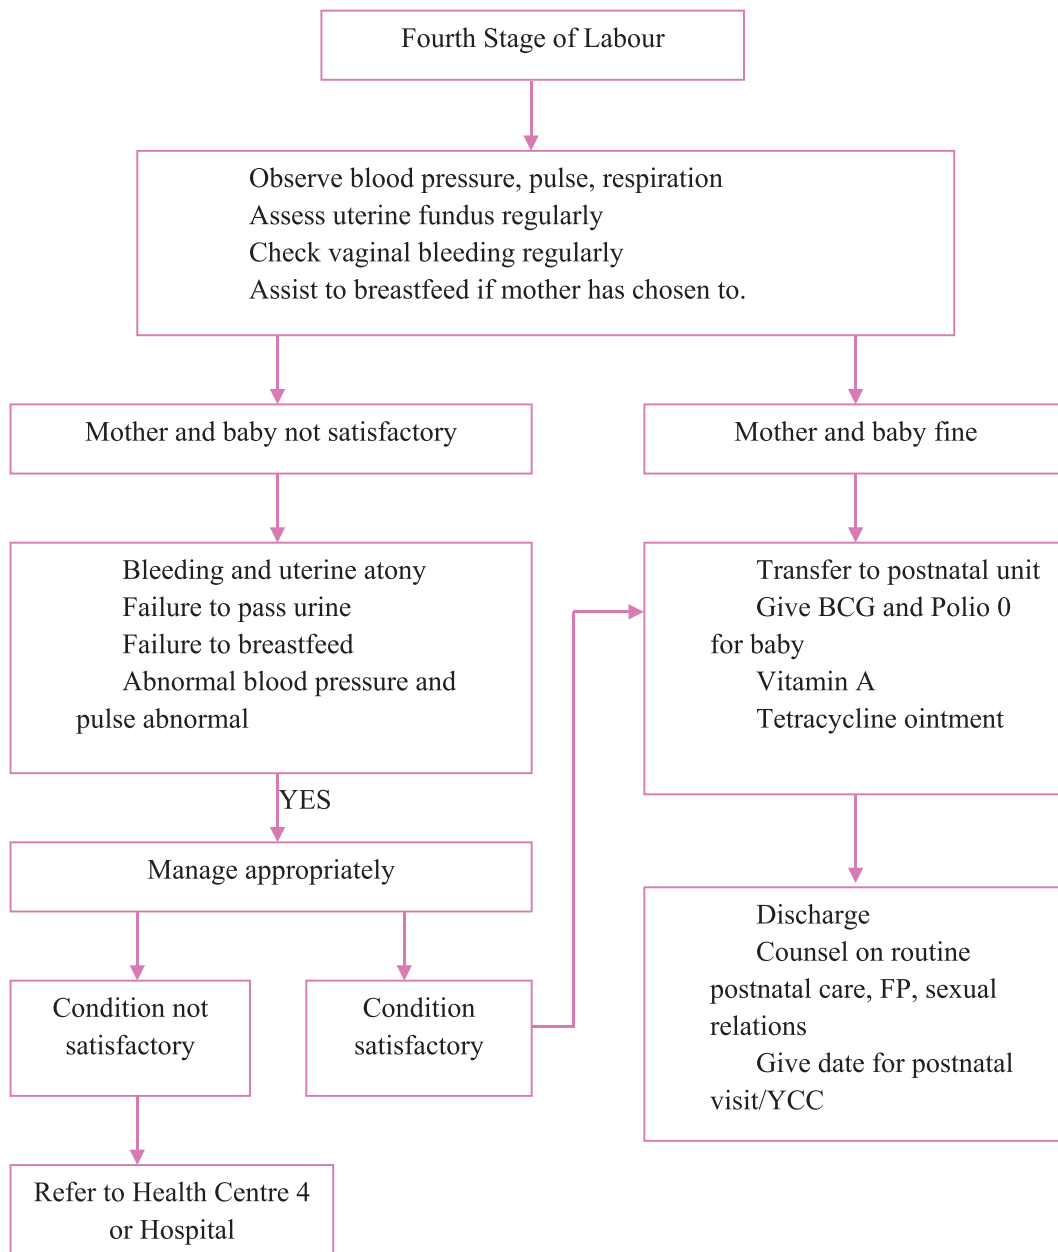 Fourth Stage of Labour
Observe blood pressure, pulse, respiration
Assess uterine fundus regularly
Check vaginal bleeding regularly
Assist to breastfeed if mother has chosen to.
Mother and baby not satisfactory
Mother and baby fine
Bleeding and uterine atony
Failure to pass urine
Failure to breastfeed
Abnormal blood pressure and
pulse abnormal
Transfer to postnatal unit
Give BCG and Polio 0
for baby
Vitamin A
Tetracycline ointment
YES
Manage appropriately
Condition not
satisfactory
Condition
satisfactory
Discharge
Counsel on routine
postnatal care, FP, sexual
relations
Give date for postnatal
visit/YCC
Refer to Health Centre 4
or Hospital